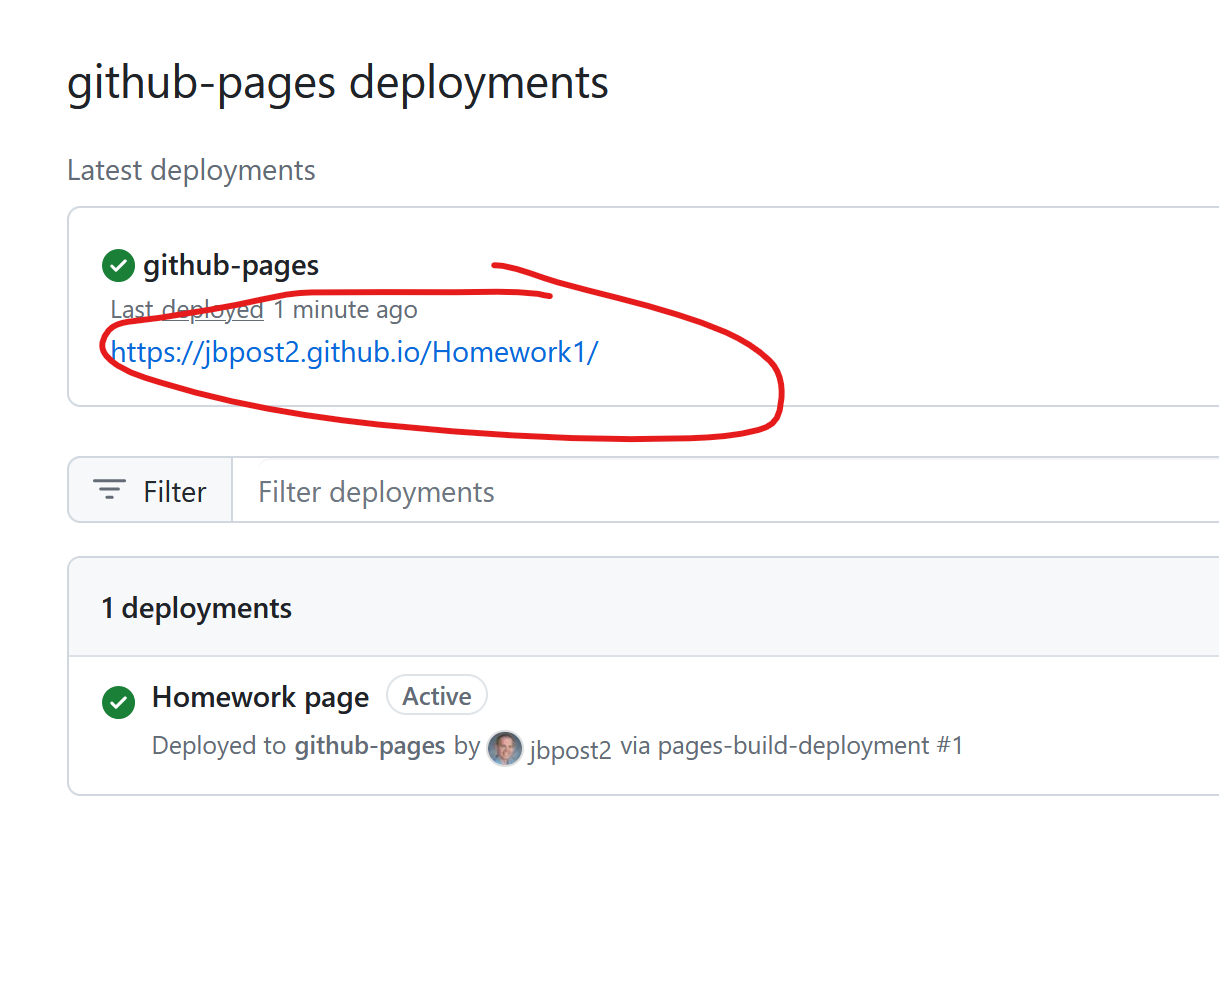 github-pages deployments
Latest deployments
github-pages
Last deployed 1 minute ago
https://jbpost2.github.io/Homework1/
Filter
Filter deployments
1 deployments
Homework page Active
Deployed to github-pages by jbpost2 via pages-build-deployment #1